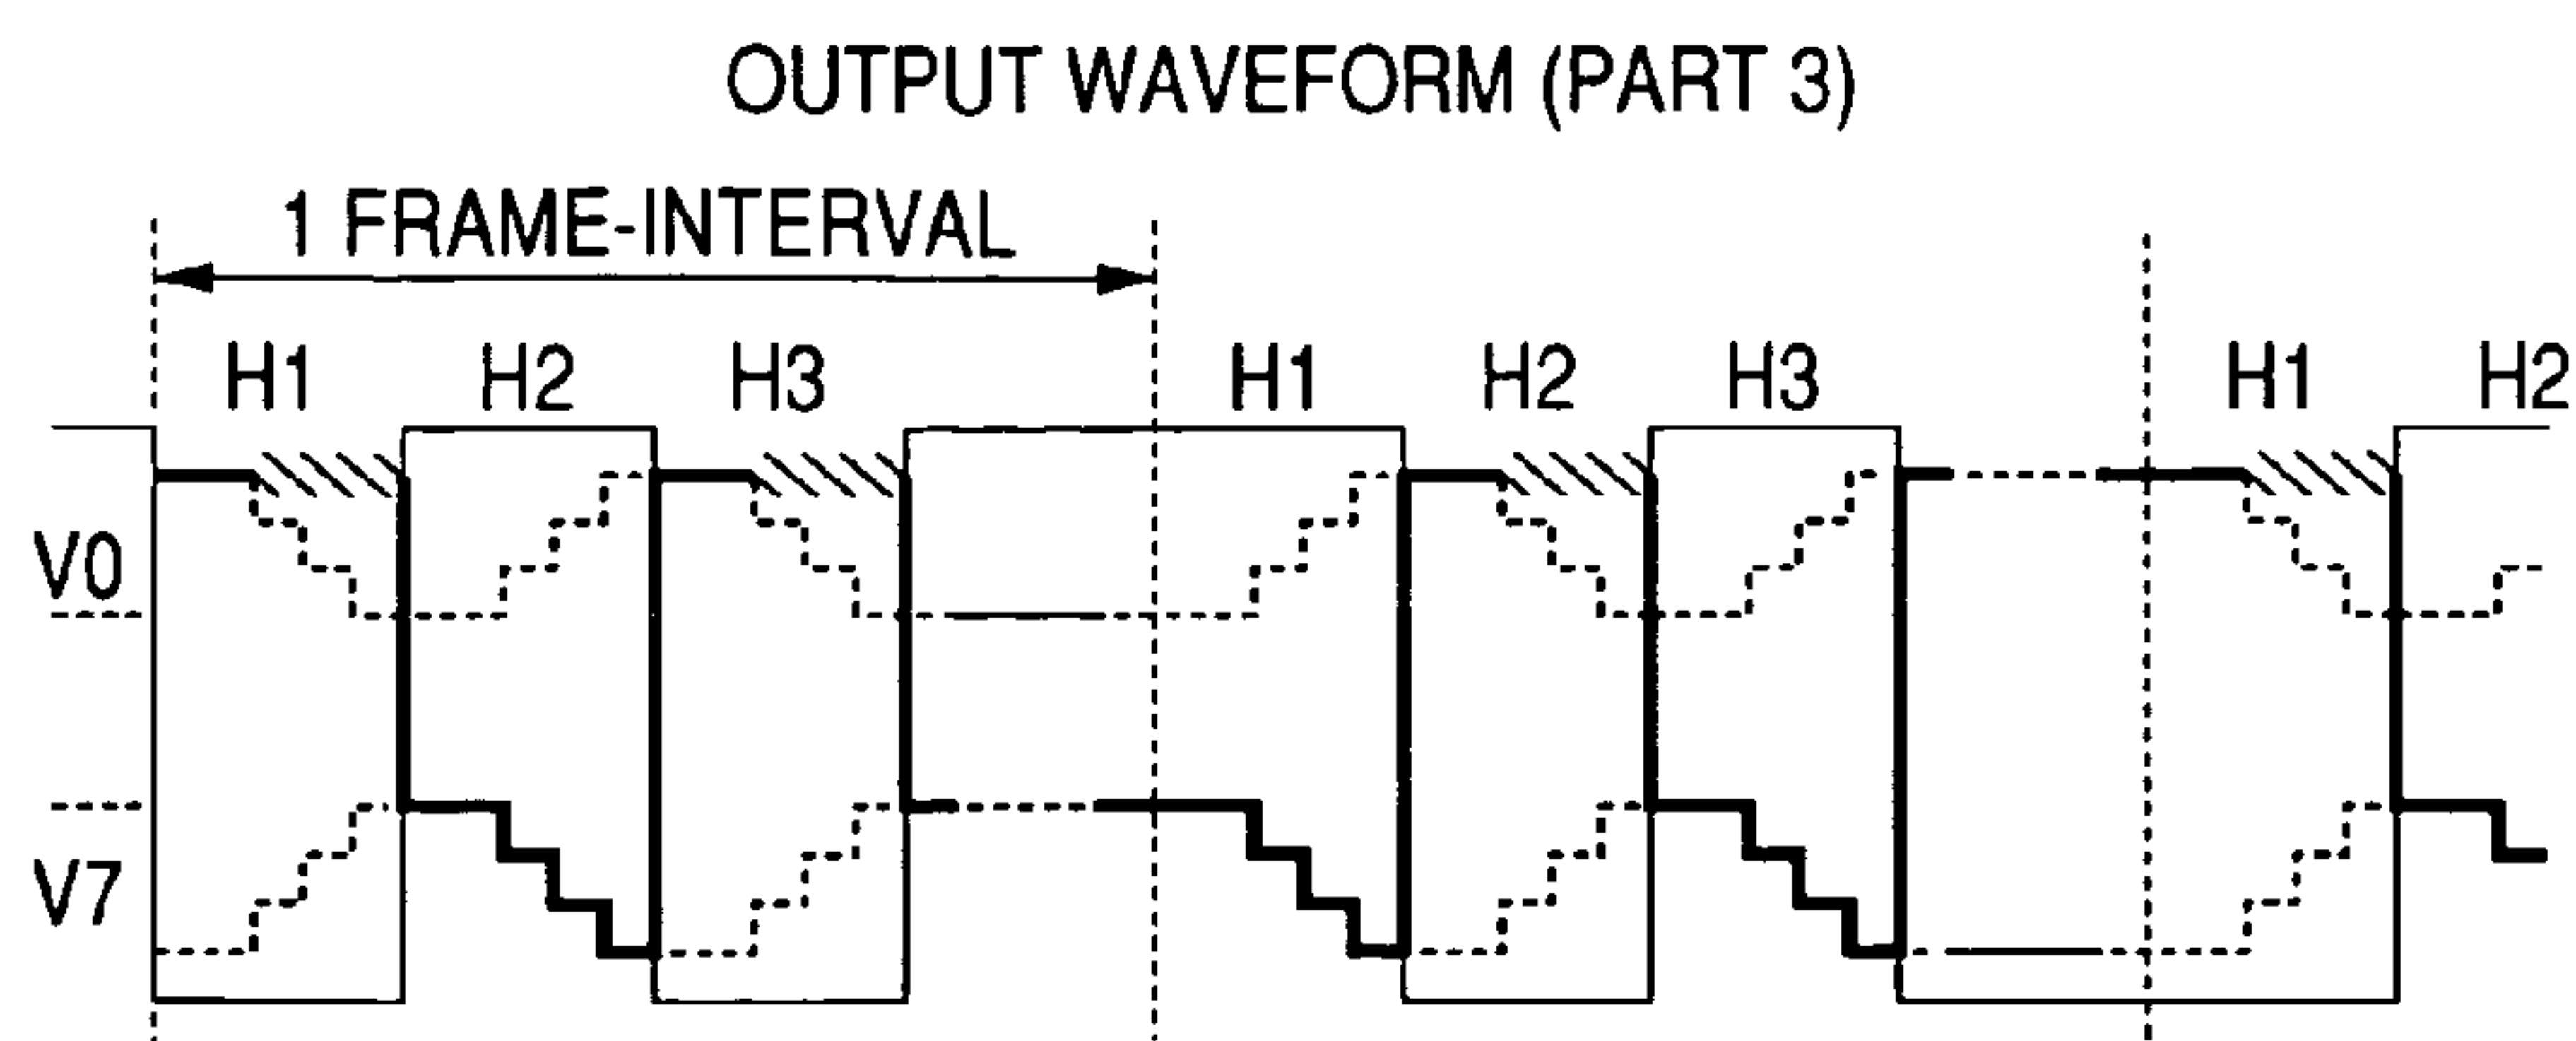 OUTPUT WAVEFORM (PART 3)
1 FRAME-INTERVAL
H1 H2 H3 H1 H2 H3 H1 H2
V0
V7